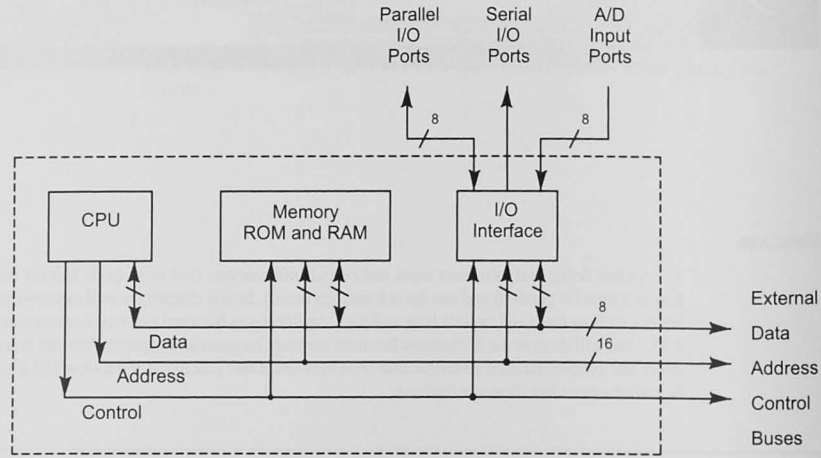 Parallel
I/O
Ports
Serial
I/O
Ports
A/D
Input
Ports
8
8
CPU
Memory
ROM and RAM
I/O
Interface
8
16
Data
Address
Control
External
Data
Address
Control
Buses